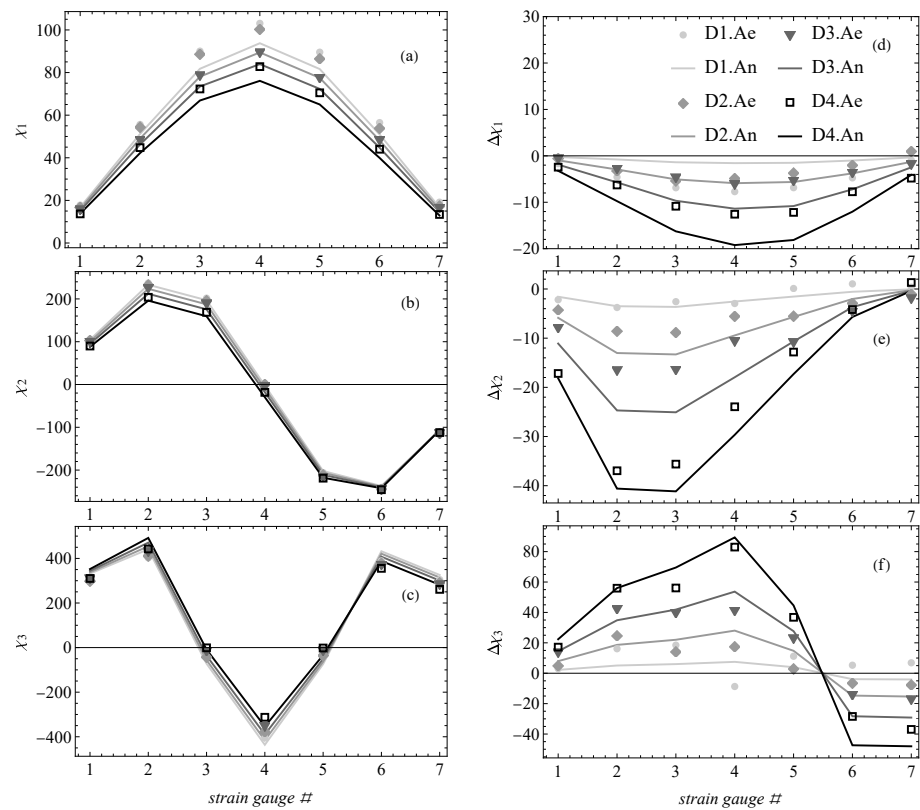 100
80
60
40
20
0
χ1
(a)
1 2 3 4 5 6 7
200
100
0
−100
−200
χ2
(b)
1 2 3 4 5 6 7
400
200
0
−200
−400
χ3
(c)
1 2 3 4 5 6 7
strain gauge #
30
20
10
0
−10
−20
Δχ1
D1.Ae D3.Ae (d)
D1.An D3.An
D2.Ae D4.Ae
D2.An D4.An
1 2 3 4 5 6 7
0
−10
−20
−30
−40
Δχ2
(e)
1 2 3 4 5 6 7
80
60
40
20
0
−20
−40
Δχ3
(f)
1 2 3 4 5 6 7
strain gauge #